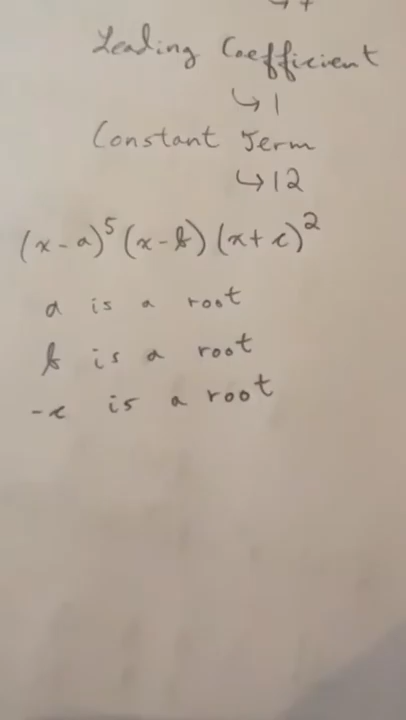 Leading Coefficient
↳ 1
Constant Term
↳ 12
(x-a)⁵(x-b)(x+c)²
a is a root
b is a root
-c is a root